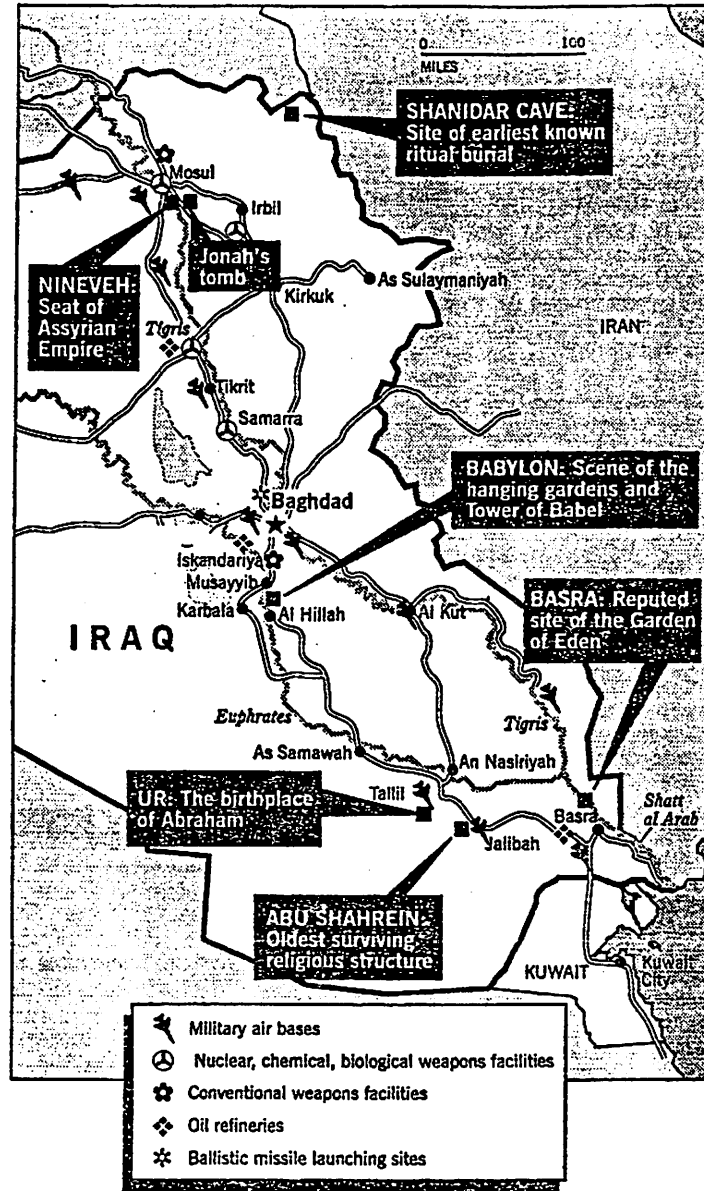 0 100
MILES
SHANIDAR CAVE:
Site of earliest known
ritual burial
Mosul
Irbil
Jonah's
tomb
NINEVEH:
Seat of
Assyrian
Empire
As Sulaymaniyah
Kirkuk
IRAN
Tigris
Tikrit
Samarra
BABYLON: Scene of the
hanging gardens and
Tower of Babel
Baghdad
Iskandariya
Musayyib
Karbala
Al Hillah
Al Kut
BASRA: Reputed
site of the Garden
of Eden
IRAQ
Euphrates
Tigris
As Samawah
An Nasiriyah
UR: The birthplace
of Abraham
Tallil
Jalibah
Basra
Shatt
al Arab
ABU SHAHREIN:
Oldest surviving
religious structure
KUWAIT
Kuwait
City
Military air bases
Nuclear, chemical, biological weapons facilities
Conventional weapons facilities
Oil refineries
Ballistic missile launching sites